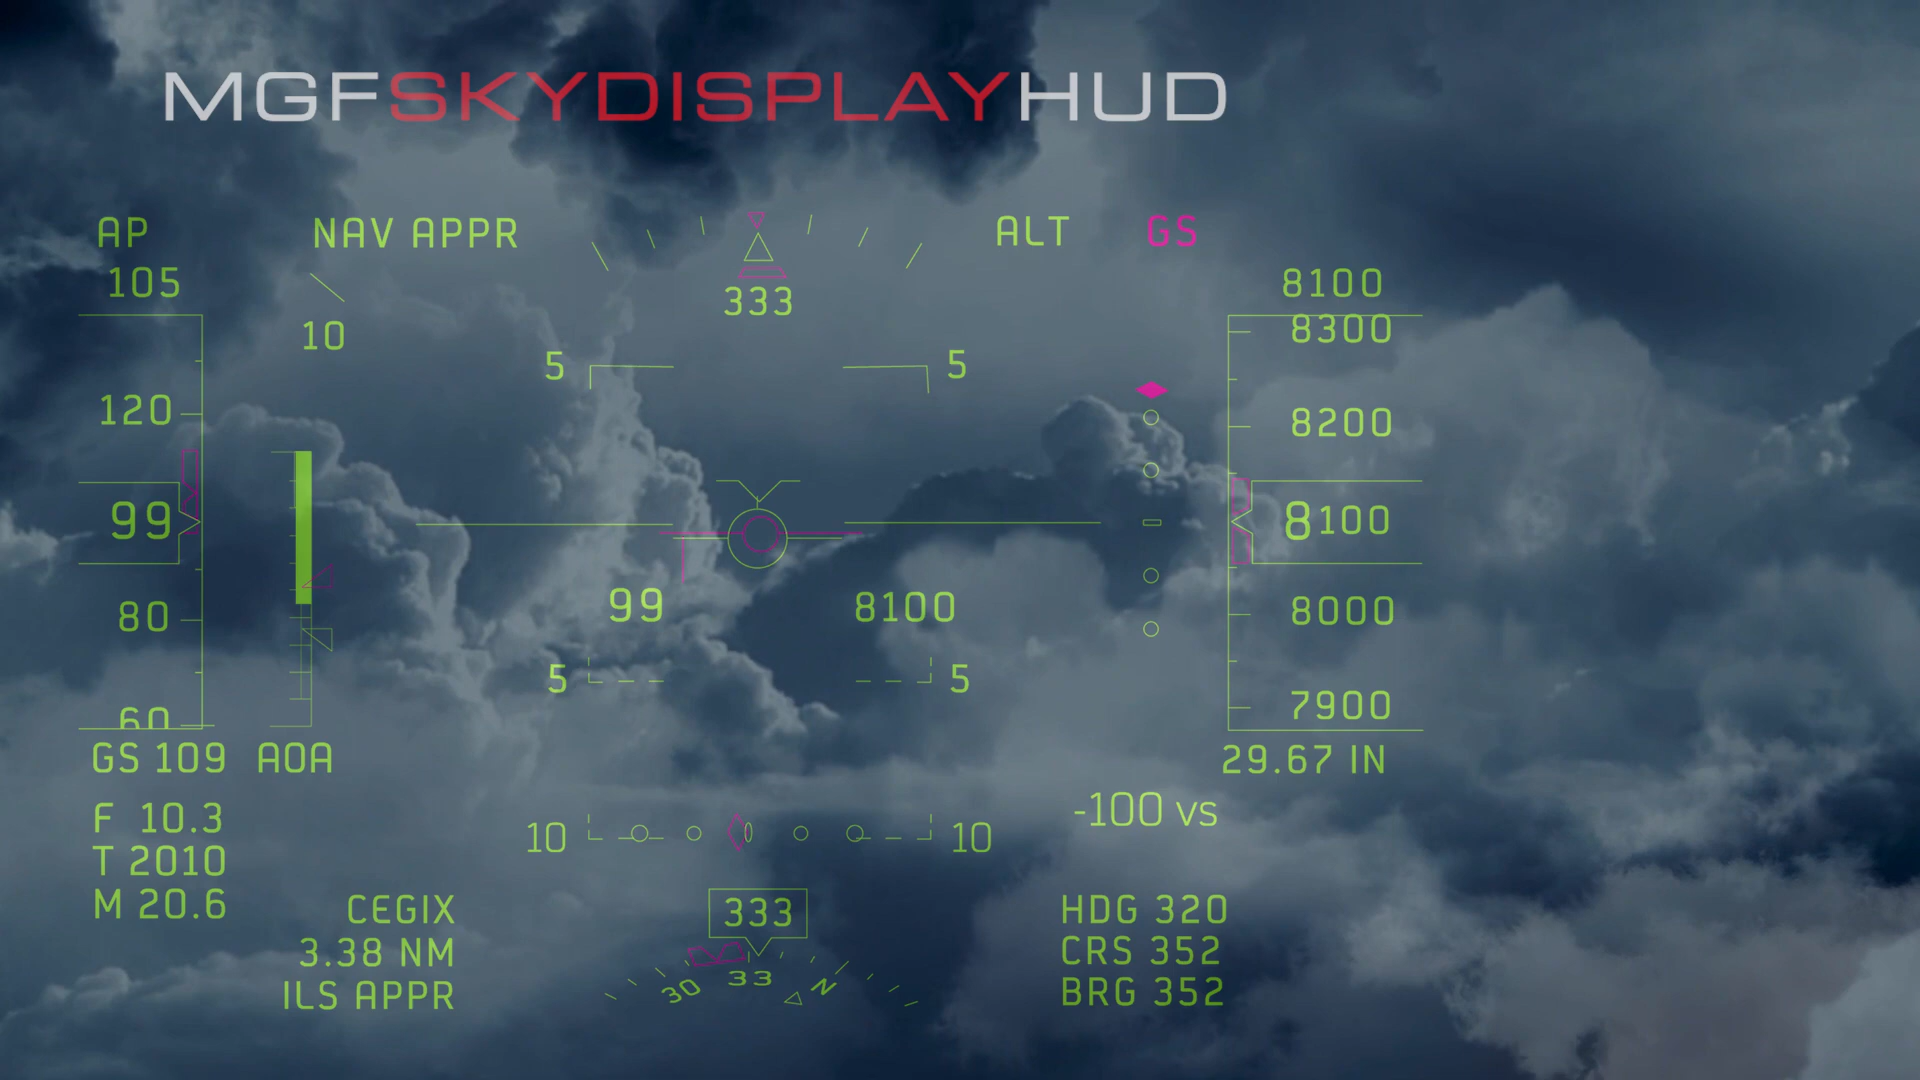 MGFSKYDISPLAYHUD
AP
NAV APPR
ALT
GS
105
10
333
8100
8300
5
5
120
8200
99
8100
99
8100
80
8000
5
5
60
7900
GS 109
AOA
29.67 IN
F 10.3
T 2010
M 20.6
10
10
-100 VS
CEGIX
3.38 NM
ILS APPR
333
30
33
N
HDG 320
CRS 352
BRG 352